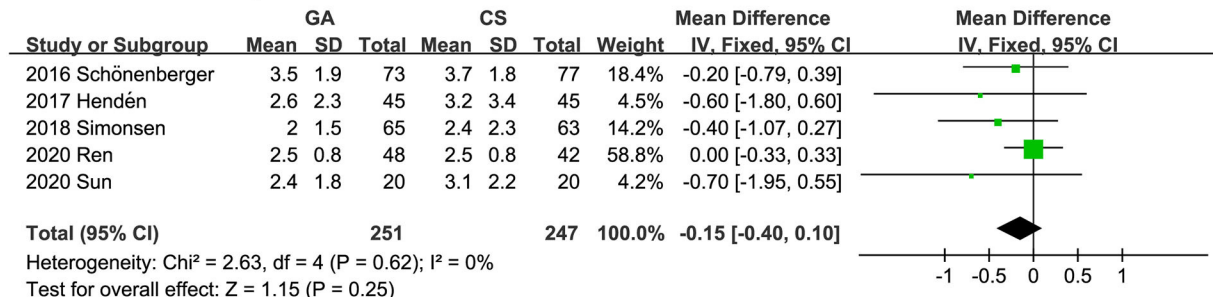 GA CS Mean Difference Mean Difference
Study or Subgroup Mean SD Total Mean SD Total Weight IV, Fixed, 95% CI IV, Fixed, 95% CI
2016 Schönenberger 3.5 1.9 73 3.7 1.8 77 18.4% -0.20 [-0.79, 0.39]
2017 Hendén 2.6 2.3 45 3.2 3.4 45 4.5% -0.60 [-1.80, 0.60]
2018 Simonsen 2 1.5 65 2.4 2.3 63 14.2% -0.40 [-1.07, 0.27]
2020 Ren 2.5 0.8 48 2.5 0.8 42 58.8% 0.00 [-0.33, 0.33]
2020 Sun 2.4 1.8 20 3.1 2.2 20 4.2% -0.70 [-1.95, 0.55]
Total (95% CI) 251 247 100.0% -0.15 [-0.40, 0.10]
Heterogeneity: Chi² = 2.63, df = 4 (P = 0.62); I² = 0%
Test for overall effect: Z = 1.15 (P = 0.25)
-1 -0.5 0 0.5 1